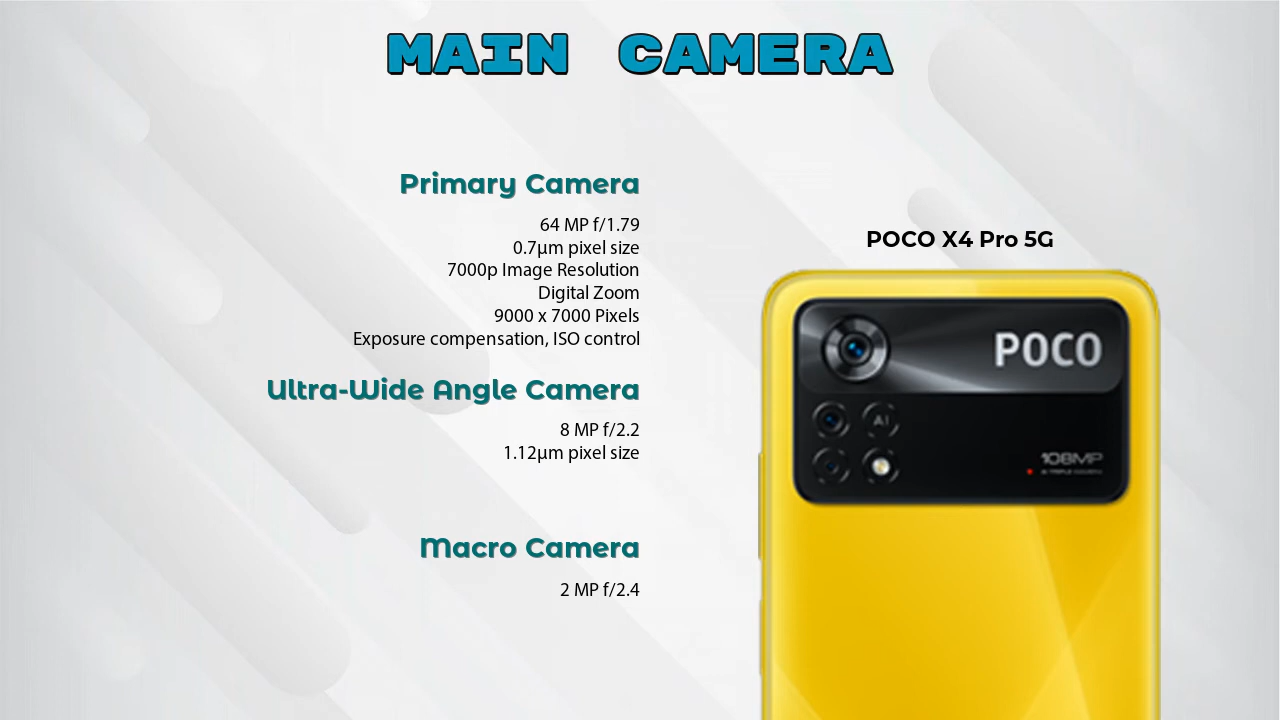 MAIN CAMERA
Primary Camera
64 MP f/1.79
0.7µm pixel size
7000p Image Resolution
Digital Zoom
9000 x 7000 Pixels
Exposure compensation, ISO control
Ultra-Wide Angle Camera
8 MP f/2.2
1.12µm pixel size
Macro Camera
2 MP f/2.4
POCO X4 Pro 5G
POCO
AI
108MP